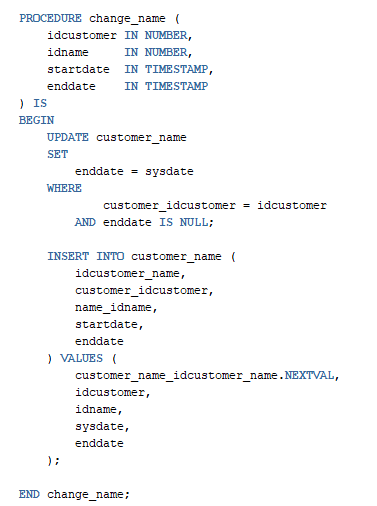 PROCEDURE change_name (
    idcustomer IN NUMBER,
    idname     IN NUMBER,
    startdate  IN TIMESTAMP,
    enddate    IN TIMESTAMP
) IS
BEGIN
    UPDATE customer_name
    SET
        enddate = sysdate
    WHERE
            customer_idcustomer = idcustomer
        AND enddate IS NULL;

    INSERT INTO customer_name (
        idcustomer_name,
        customer_idcustomer,
        name_idname,
        startdate,
        enddate
    ) VALUES (
        customer_name_idcustomer_name.NEXTVAL,
        idcustomer,
        idname,
        sysdate,
        enddate
    );

END change_name;